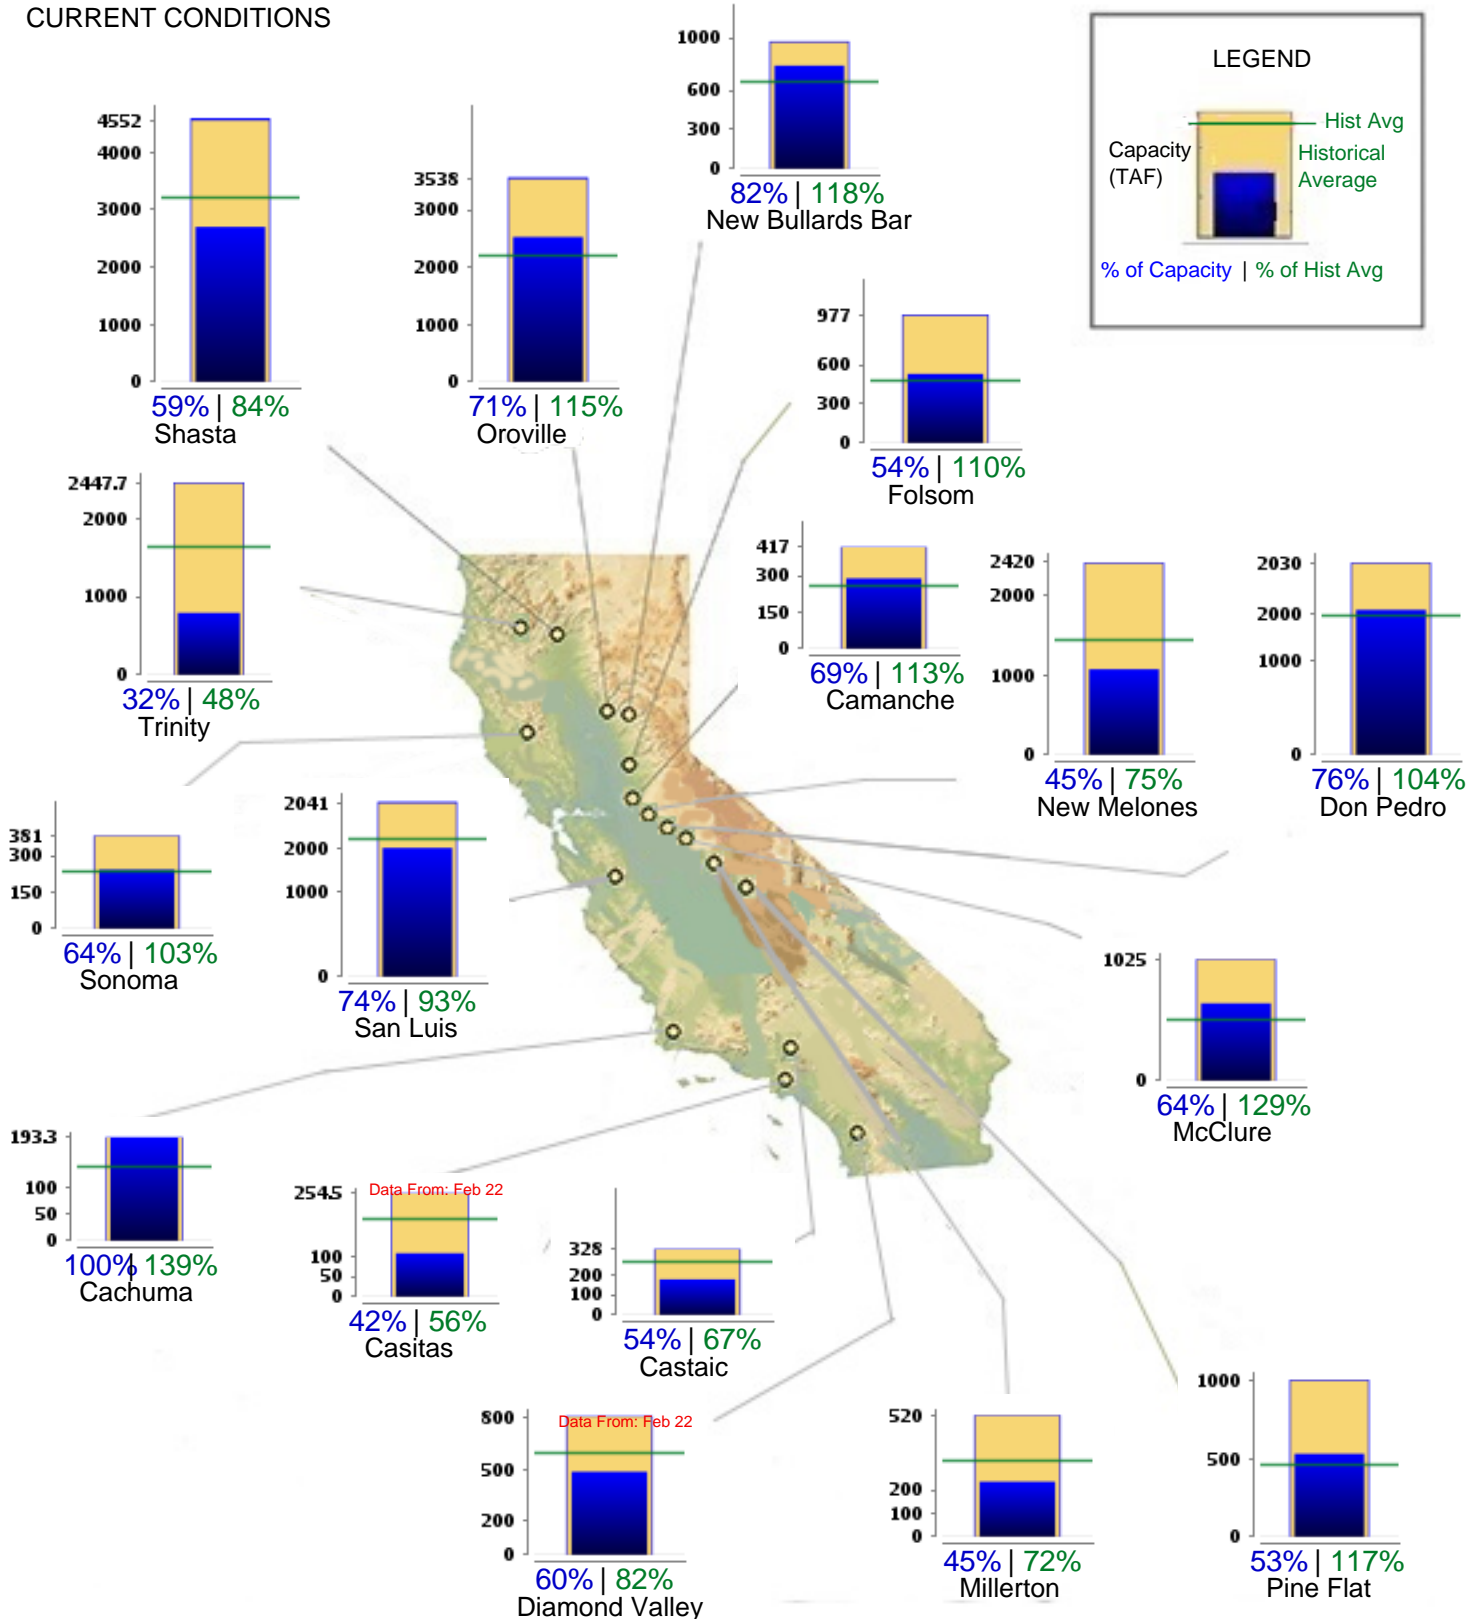 CURRENT CONDITIONS
LEGEND
Hist Avg
Capacity
(TAF)
Historical
Average
% of Capacity | % of Hist Avg
1000
600
300
0
82% | 118%
New Bullards Bar
4552
4000
3000
2000
1000
0
59% | 84%
Shasta
3538
3000
2000
1000
0
71% | 115%
Oroville
977
600
300
0
54% | 110%
Folsom
2447.7
2000
1000
0
32% | 48%
Trinity
417
300
150
0
69% | 113%
Camanche
2420
2000
1000
0
45% | 75%
New Melones
2030
2000
1000
0
76% | 104%
Don Pedro
381
300
150
0
64% | 103%
Sonoma
2041
2000
1000
0
74% | 93%
San Luis
1025
0
64% | 129%
McClure
193.3
100
50
0
100% | 139%
Cachuma
Data From: Feb 22
254.5
100
50
0
42% | 56%
Casitas
328
200
100
0
54% | 67%
Castaic
Data From: Feb 22
800
500
200
0
60% | 82%
Diamond Valley
520
200
100
0
45% | 72%
Millerton
1000
500
0
53% | 117%
Pine Flat